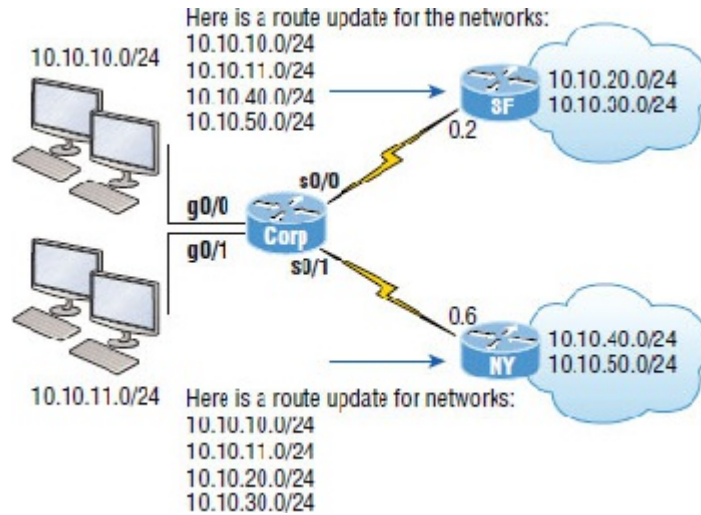 Here is a route update for the networks:
10.10.10.0/24
10.10.10.0/24
10.10.11.0/24
10.10.40.0/24
10.10.50.0/24
10.10.20.0/24
10.10.30.0/24
SF
0.2
s0/0
g0/0
Corp
g0/1
s0/1
0.6
10.10.40.0/24
10.10.50.0/24
NY
10.10.11.0/24
Here is a route update for networks:
10.10.10.0/24
10.10.11.0/24
10.10.20.0/24
10.10.30.0/24